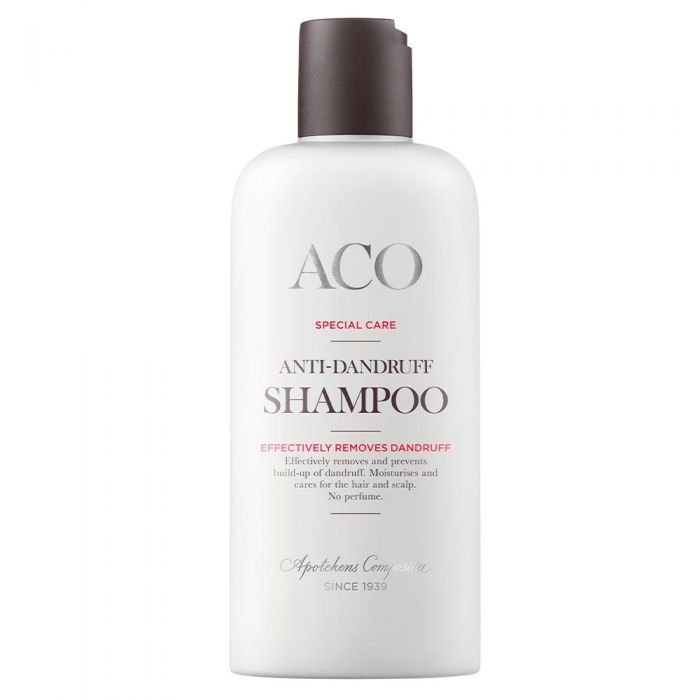 ACO
SPECIAL CARE
ANTI-DANDRUFF
SHAMPOO
EFFECTIVELY REMOVES DANDRUFF
Effectively removes and prevents
build-up of dandruff. Moisturises and
cares for the hair and scalp.
No perfume.
Apotekens Composita
SINCE 1939